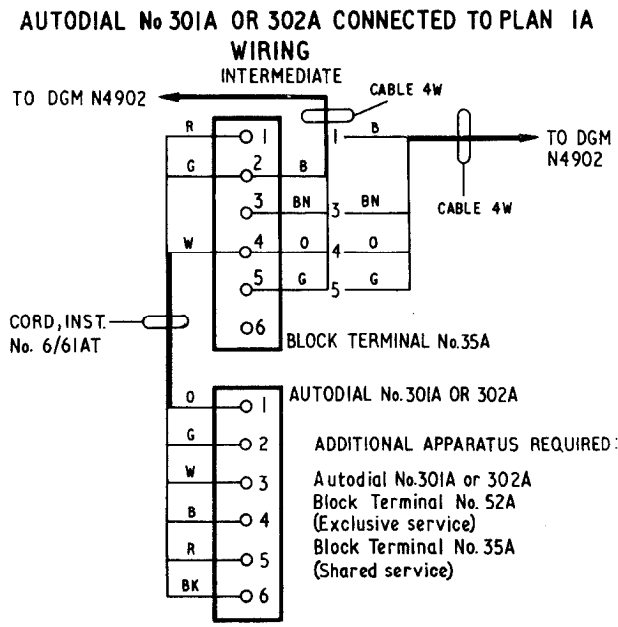 AUTODIAL No 301A OR 302A CONNECTED TO PLAN 1A
WIRING
INTERMEDIATE
TO DGM N4902
CABLE 4W
R 1 1 B
TO DGM
N4902
G 2 B
3 BN 3 BN
CABLE 4W
W 4 O 4 O
5 G 5 G
CORD, INST.
No. 6/61AT
6
BLOCK TERMINAL No.35A
AUTODIAL No.301A OR 302A
O 1
G 2
W 3
B 4
R 5
BK 6
ADDITIONAL APPARATUS REQUIRED:
Autodial No.301A or 302A
Block Terminal No. 52A
(Exclusive service)
Block Terminal No. 35A
(Shared service)